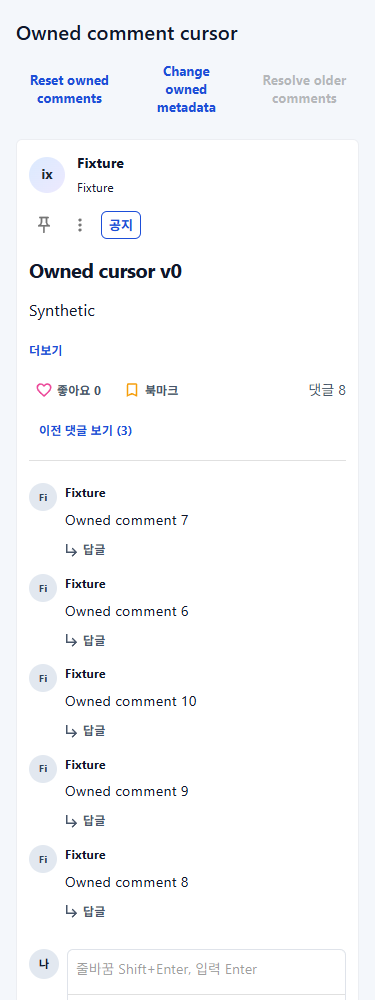 Owned comment cursor
Reset owned
comments
Change
owned
metadata
Resolve older
comments
ix
Fixture
Fixture
공지
Owned cursor v0
Synthetic
더보기
좋아요 0
북마크
댓글 8
이전 댓글 보기 (3)
Fi
Fixture
Owned comment 7
답글
Fi
Fixture
Owned comment 6
답글
Fi
Fixture
Owned comment 10
답글
Fi
Fixture
Owned comment 9
답글
Fi
Fixture
Owned comment 8
답글
나
줄바꿈 Shift+Enter, 입력 Enter